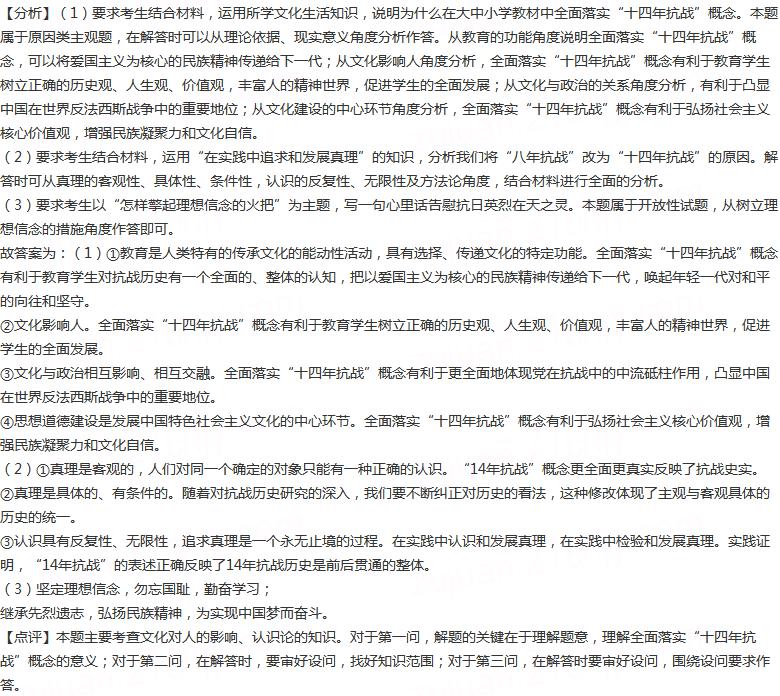 【分析】（1）要求考生结合材料，运用所学文化生活知识，说明为什么在大中小学教材中全面落实“十四年抗战”概念。本题
属于原因类主观题，在解答时可以从理论依据、现实意义角度分析作答。从教育的功能角度说明全面落实“十四年抗战”概
念，可以将爱国主义为核心的民族精神传递给下一代；从文化影响人角度分析，全面落实“十四年抗战”概念有利于教育学生
树立正确的历史观、人生观、价值观，丰富人的精神世界，促进学生的全面发展；从文化与政治的关系角度分析，有利于凸显
中国在世界反法西斯战争中的重要地位；从文化建设的中心环节角度分析，全面落实“十四年抗战”概念有利于弘扬社会主义
核心价值观，增强民族凝聚力和文化自信。
（2）要求考生结合材料，运用“在实践中追求和发展真理”的知识，分析我们将“八年抗战”改为“十四年抗战”的原因。解
答时可从真理的客观性、具体性、条件性，认识的反复性、无限性及方法论角度，结合材料进行全面的分析。
（3）要求考生以“怎样擎起理想信念的火把”为主题，写一句心里话告慰抗日英烈在天之灵。本题属于开放性试题，从树立理
想信念的措施角度作答即可。
故答案为：（1）①教育是人类特有的传承文化的能动性活动，具有选择、传递文化的特定功能。全面落实“十四年抗战”概念
有利于教育学生对抗战历史有一个全面的、整体的认知，把以爱国主义为核心的民族精神传递给下一代，唤起年轻一代对和平
的向往和坚守。
②文化影响人。全面落实“十四年抗战”概念有利于教育学生树立正确的历史观、人生观、价值观，丰富人的精神世界，促进
学生的全面发展。
③文化与政治相互影响、相互交融。全面落实“十四年抗战”概念有利于更全面地体现党在抗战中的中流砥柱作用，凸显中国
在世界反法西斯战争中的重要地位。
④思想道德建设是发展中国特色社会主义文化的中心环节。全面落实“十四年抗战”概念有利于弘扬社会主义核心价值观，增
强民族凝聚力和文化自信。
（2）①真理是客观的，人们对同一个确定的对象只能有一种正确的认识。“14年抗战”概念更全面更真实反映了抗战史实。
②真理是具体的、有条件的。随着对抗战历史研究的深入，我们要不断纠正对历史的看法，这种修改体现了主观与客观具体的
历史的统一。
③认识具有反复性、无限性，追求真理是一个永无止境的过程。在实践中认识和发展真理，在实践中检验和发展真理。实践证
明，“14年抗战”的表述正确反映了14年抗战历史是前后贯通的整体。
（3）坚定理想信念，勿忘国耻，勤奋学习；
继承先烈遗志，弘扬民族精神，为实现中国梦而奋斗。
【点评】本题主要考查文化对人的影响、认识论的知识。对于第一问，解题的关键在于理解题意，理解全面落实“十四年抗
战”概念的意义；对于第二问，在解答时，要审好设问，找好知识范围；对于第三问，在解答时要审好设问，围绕设问要求作
答。